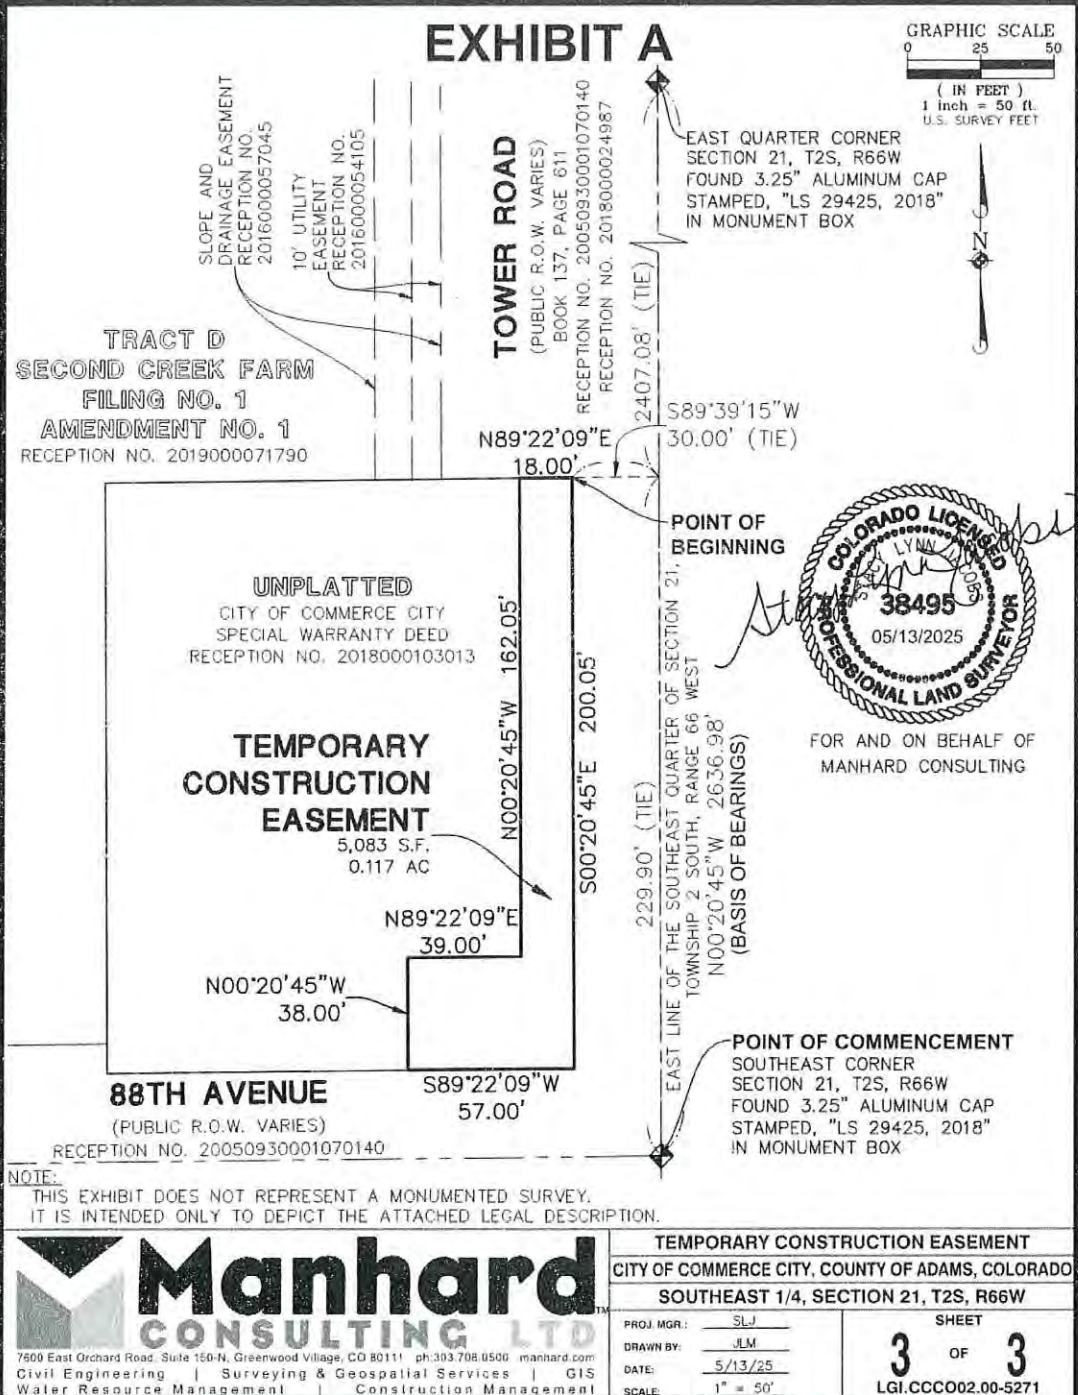 EXHIBIT A
GRAPHIC SCALE
0 25 50
( IN FEET )
1 inch = 50 ft.
U.S. SURVEY FEET
SLOPE AND
DRAINAGE EASEMENT
RECEPTION NO.
2016000057045
10' UTILITY
EASEMENT
RECEPTION NO.
2016000054105
TOWER ROAD
(PUBLIC R.O.W. VARIES)
BOOK 137, PAGE 611
RECEPTION NO. 20050930001070140
RECEPTION NO. 2018000024987
EAST QUARTER CORNER
SECTION 21, T2S, R66W
FOUND 3.25" ALUMINUM CAP
STAMPED, "LS 29425, 2018"
IN MONUMENT BOX
N
2407.08' (TIE)
TRACT D
SECOND CREEK FARM
FILING NO. 1
AMENDMENT NO. 1
RECEPTION NO. 2019000071790
S89°39'15"W
30.00' (TIE)
N89°22'09"E
18.00'
POINT OF
BEGINNING
UNPLATTED
CITY OF COMMERCE CITY
SPECIAL WARRANTY DEED
RECEPTION NO. 2018000103013
N00°20'45"W 162.05'
S00°20'45"E 200.05'
229.90' (TIE)
EAST LINE OF THE SOUTHEAST QUARTER OF SECTION 21,
TOWNSHIP 2 SOUTH, RANGE 66 WEST
N00°20'45"W 2636.98'
(BASIS OF BEARINGS)
COLORADO LICENSED
STACY LYNN JACOBS
38495
05/13/2025
PROFESSIONAL LAND SURVEYOR
FOR AND ON BEHALF OF
MANHARD CONSULTING
TEMPORARY
CONSTRUCTION
EASEMENT
5,083 S.F.
0.117 AC
N89°22'09"E
39.00'
N00°20'45"W
38.00'
S89°22'09"W
57.00'
POINT OF COMMENCEMENT
SOUTHEAST CORNER
SECTION 21, T2S, R66W
FOUND 3.25" ALUMINUM CAP
STAMPED, "LS 29425, 2018"
IN MONUMENT BOX
88TH AVENUE
(PUBLIC R.O.W. VARIES)
RECEPTION NO. 20050930001070140
NOTE:
THIS EXHIBIT DOES NOT REPRESENT A MONUMENTED SURVEY.
IT IS INTENDED ONLY TO DEPICT THE ATTACHED LEGAL DESCRIPTION.
Manhard TM
CONSULTING LTD
7600 East Orchard Road, Suite 150-N, Greenwood Village, CO 80111 ph:303.708.0500 manhard.com
Civil Engineering | Surveying & Geospatial Services | GIS
Water Resource Management | Construction Management
TEMPORARY CONSTRUCTION EASEMENT
CITY OF COMMERCE CITY, COUNTY OF ADAMS, COLORADO
SOUTHEAST 1/4, SECTION 21, T2S, R66W
PROJ. MGR.: SLJ
DRAWN BY: JLM
DATE: 5/13/25
SCALE: 1" = 50'
SHEET
3 OF 3
LGI.CCCO02.00-5271